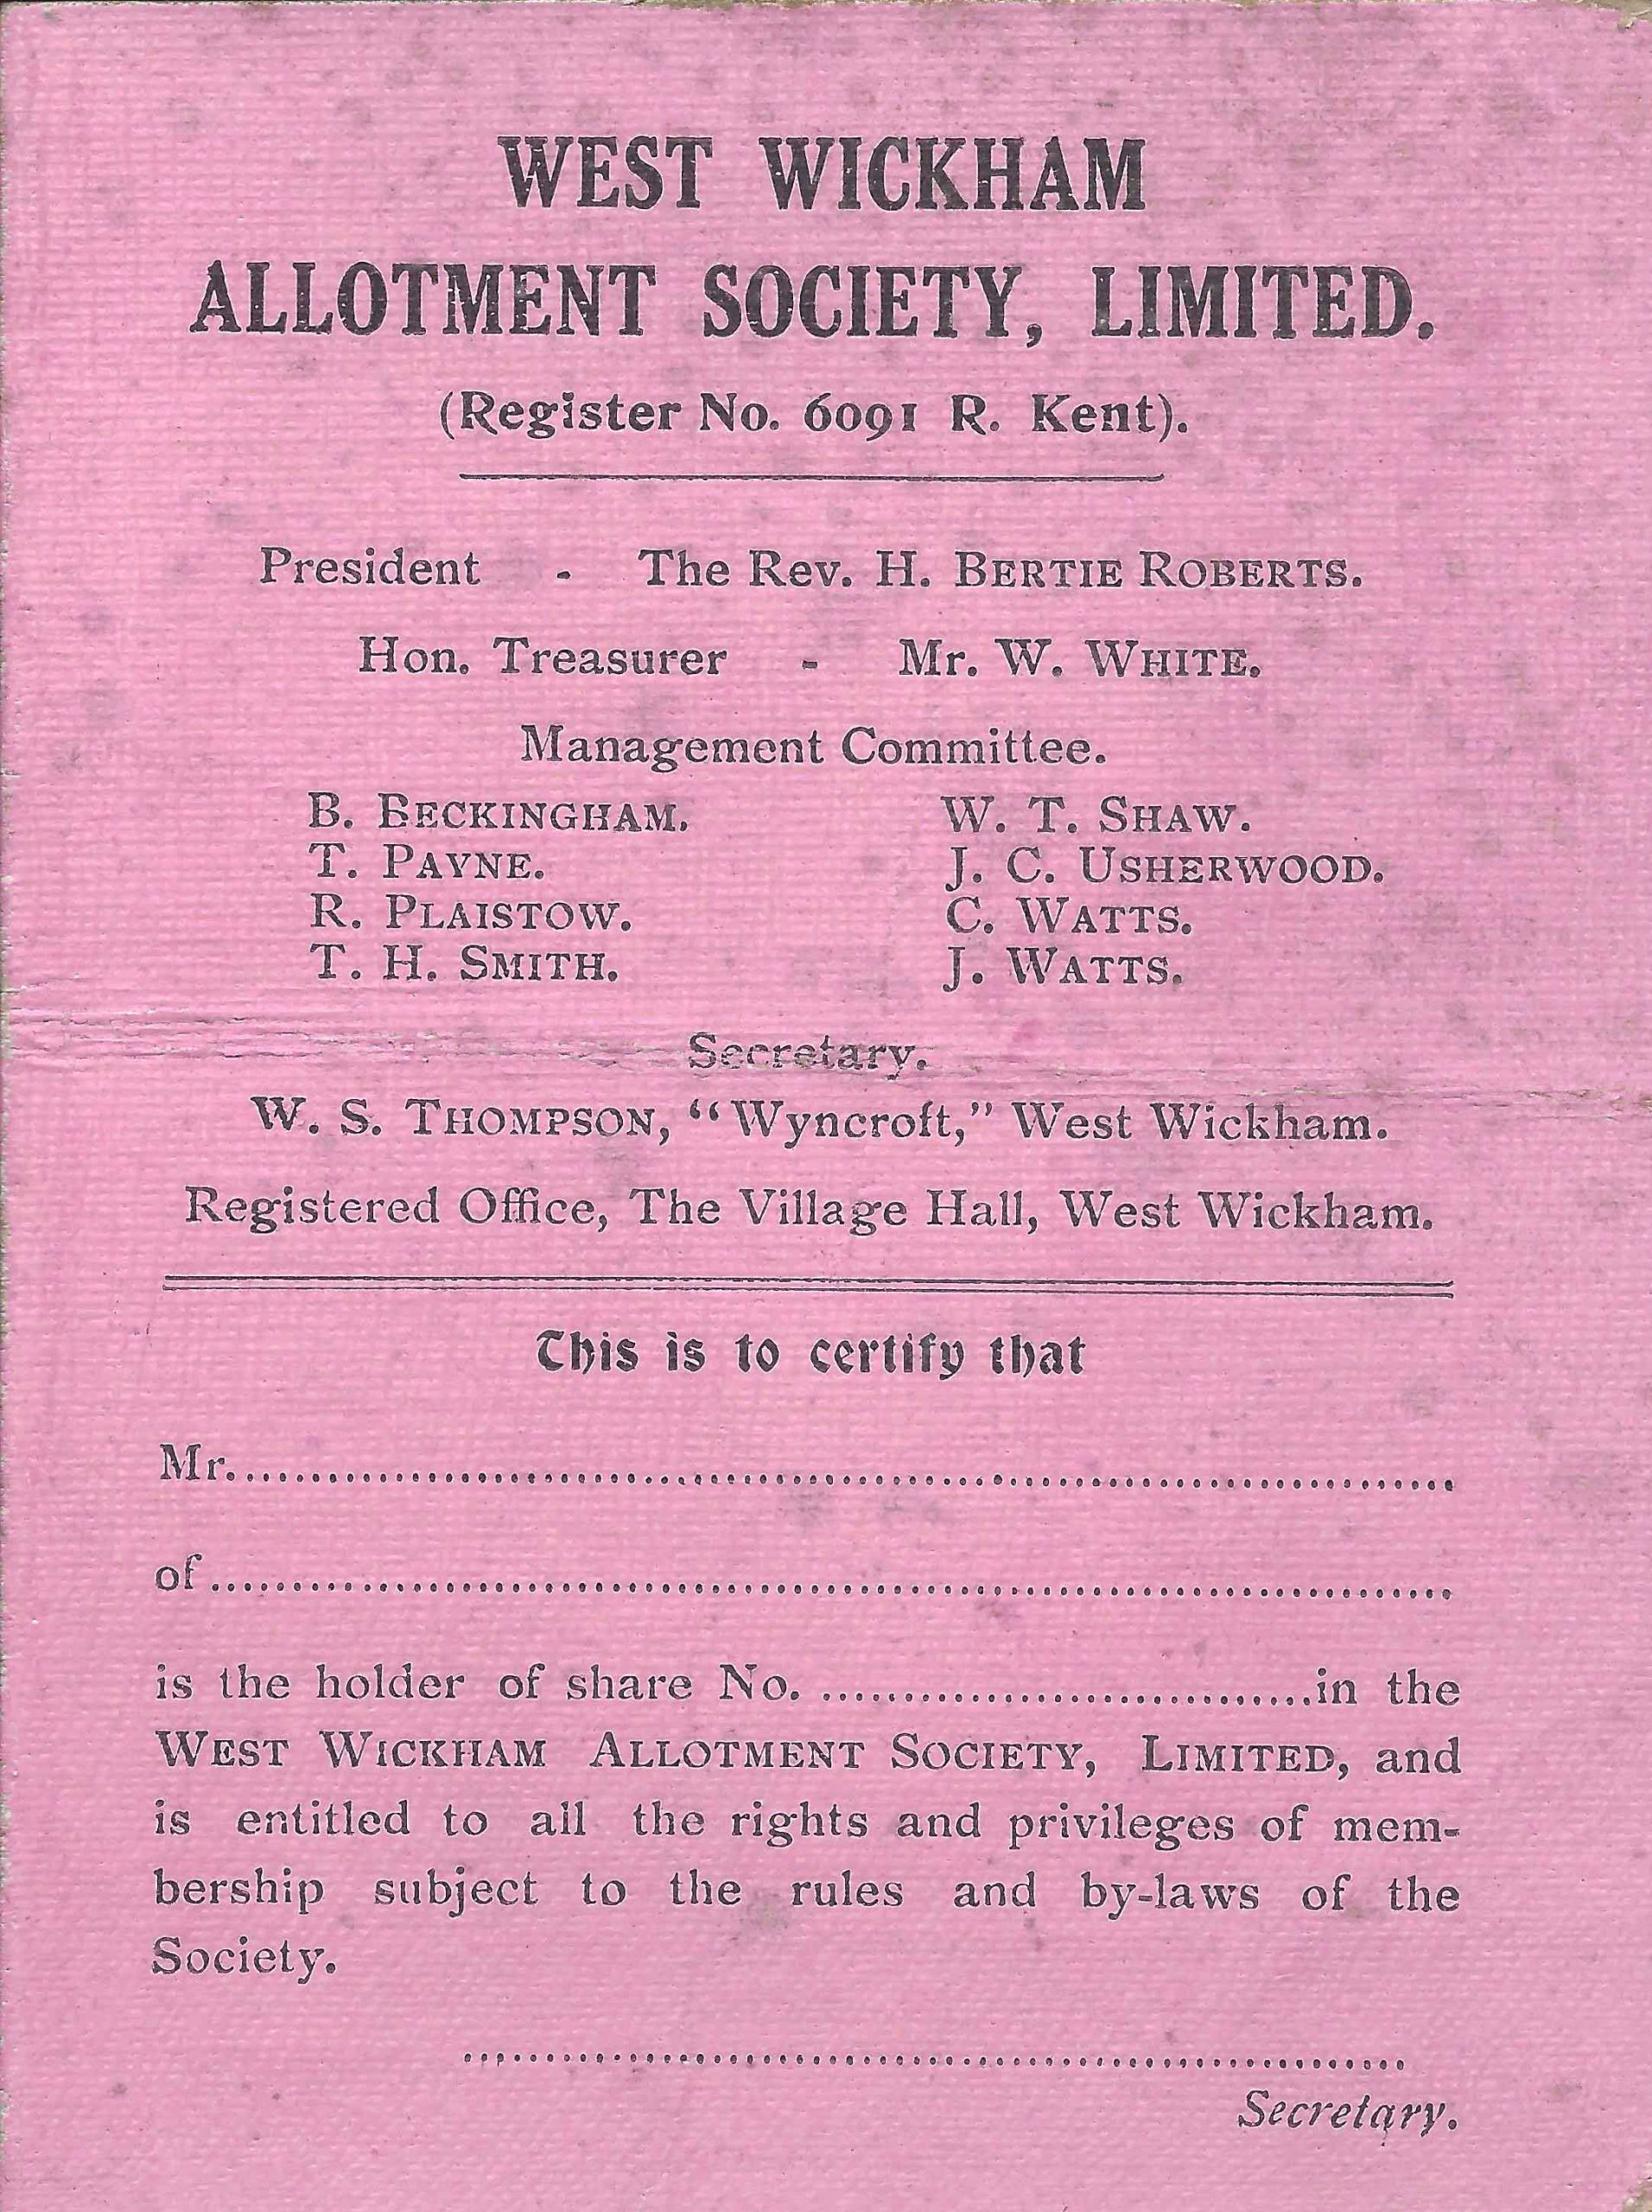 WEST WICKHAM
ALLOTMENT SOCIETY, LIMITED.
(Register No. 6091 R. Kent).
President - The Rev. H. BERTIE ROBERTS.
Hon. Treasurer - Mr. W. WHITE.
Management Committee.
B. BECKINGHAM. W. T. SHAW.
T. PAYNE. J. C. USHERWOOD.
R. PLAISTOW. C. WATTS.
T. H. SMITH. J. WATTS.
Secretary.
W. S. THOMPSON, “Wyncroft,” West Wickham.
Registered Office, The Village Hall, West Wickham.
This is to certify that
Mr. ..............................
of ..............................
is the holder of share No. .............................. in the
WEST WICKHAM ALLOTMENT SOCIETY, LIMITED, and
is entitled to all the rights and privileges of mem-
bership subject to the rules and by-laws of the
Society.
..............................
Secretary.